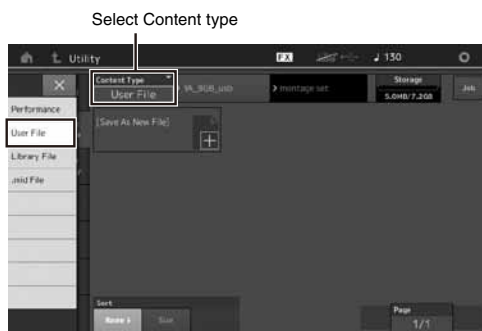 Select Content type
Utility
FX
130
Content Type
User File
montage set
Storage
5.0MB/7.2GB
Job
Performance
User File
Library File
.mid File
[Save As New File]
Sort
Name
Size
Page
1/1